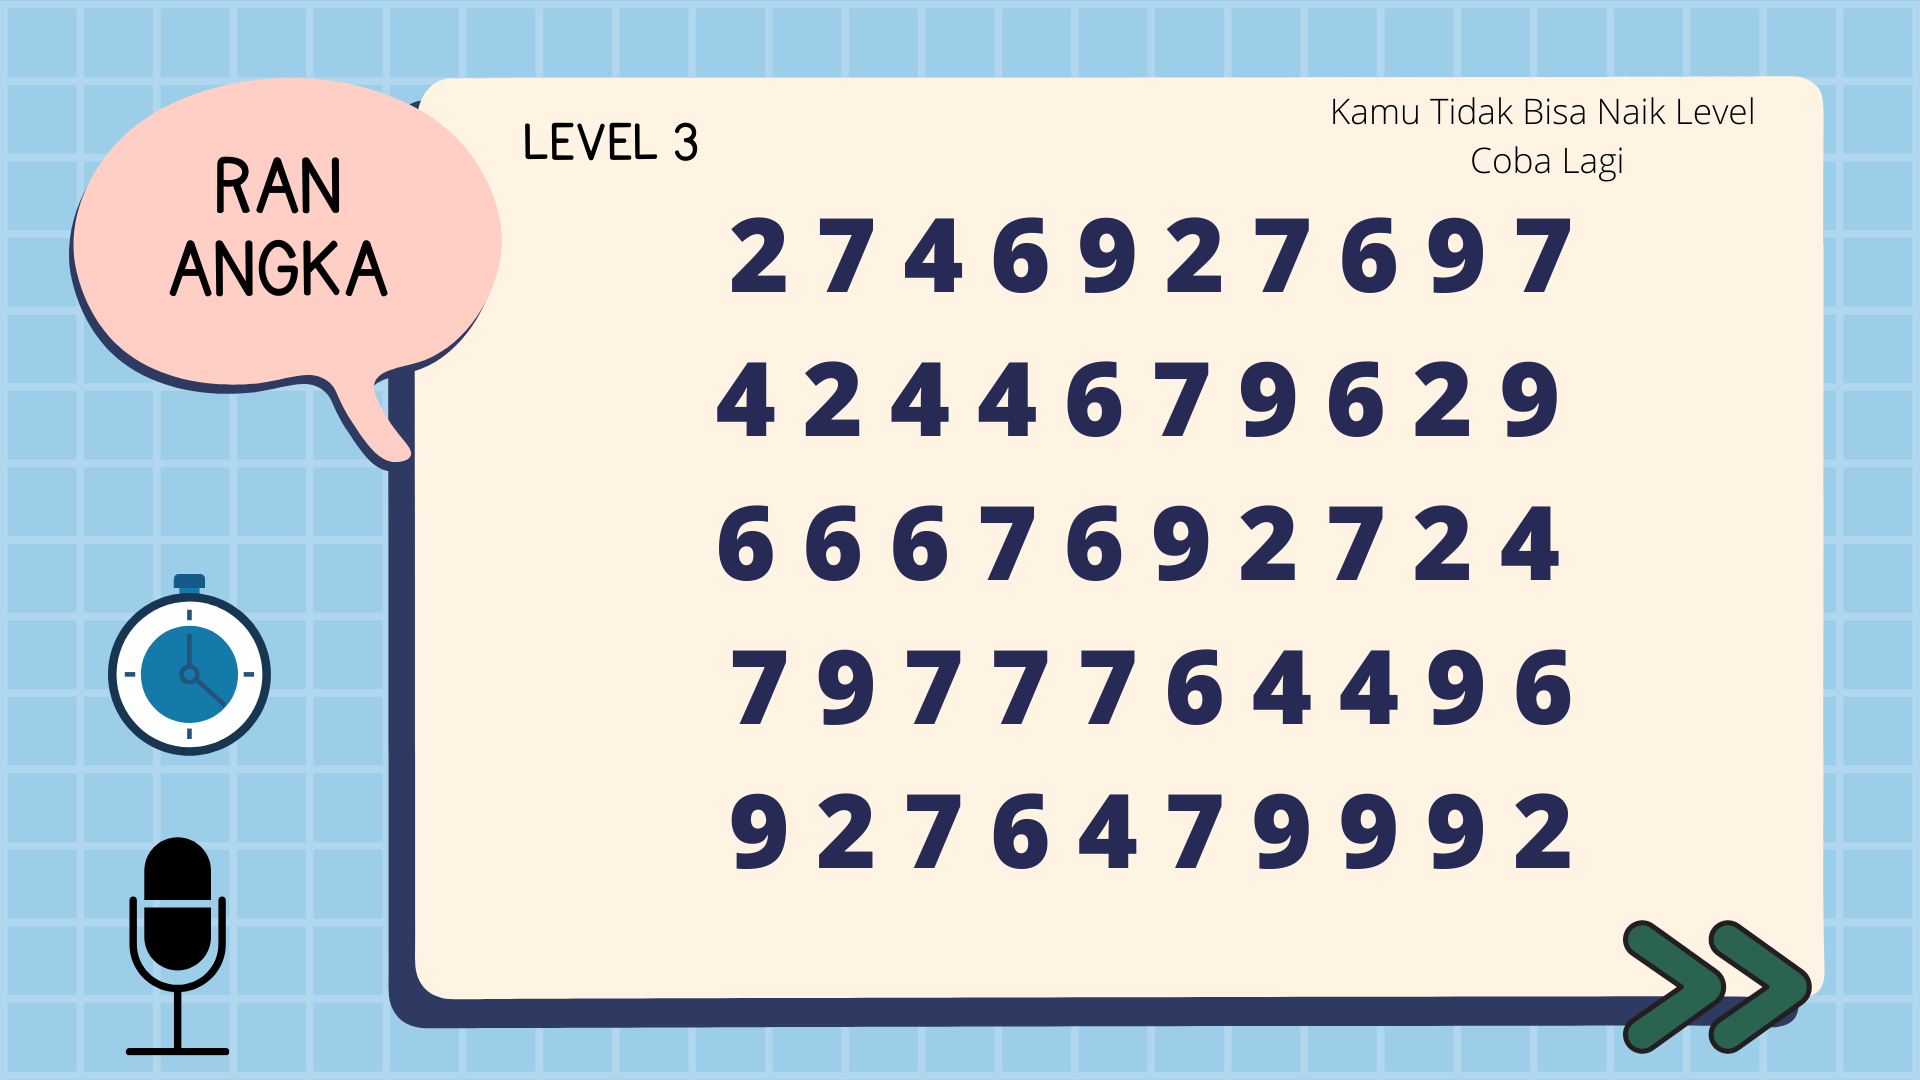 RAN
ANGKA
LEVEL 3
Kamu Tidak Bisa Naik Level
Coba Lagi
2 7 4 6 9 2 7 6 9 7
4 2 4 4 6 7 9 6 2 9
6 6 6 7 6 9 2 7 2 4
7 9 7 7 7 6 4 4 9 6
9 2 7 6 4 7 9 9 9 2